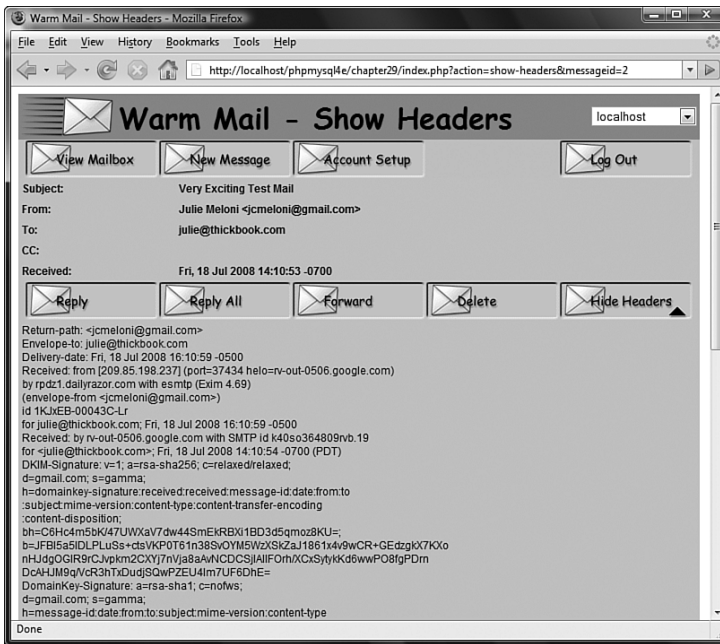 Warm Mail - Show Headers - Mozilla Firefox
File Edit View History Bookmarks Tools Help
http://localhost/phpmysql4e/chapter29/index.php?action=show-headers&messageid=2
Warm Mail - Show Headers
localhost
View Mailbox New Message Account Setup Log Out
Subject: Very Exciting Test Mail
From: Julie Meloni <jcmeloni@gmail.com>
To: julie@thickbook.com
CC:
Received: Fri, 18 Jul 2008 14:10:53 -0700
Reply Reply All Forward Delete Hide Headers
Return-path: <jcmeloni@gmail.com>
Envelope-to: julie@thickbook.com
Delivery-date: Fri, 18 Jul 2008 16:10:59 -0500
Received: from [209.85.198.237] (port=37434 helo=rv-out-0506.google.com)
by rpdz1.dailyrazor.com with esmtp (Exim 4.69)
(envelope-from <jcmeloni@gmail.com>)
id 1KJxEB-00043C-Lr
for julie@thickbook.com; Fri, 18 Jul 2008 16:10:59 -0500
Received: by rv-out-0506.google.com with SMTP id k40so364809rvb.19
for <julie@thickbook.com>; Fri, 18 Jul 2008 14:10:54 -0700 (PDT)
DKIM-Signature: v=1; a=rsa-sha256; c=relaxed/relaxed;
d=gmail.com; s=gamma;
h=domainkey-signature:received:received:message-id:date:from:to
:subject:mime-version:content-type:content-transfer-encoding
:content-disposition;
bh=C6Hc4m5bK/47UWXaV7dw44SmEkRBXi1BD3d5qmoz8KU=;
b=JFBI5a5IDLPLuSs+ctsVKP0T61n38SvOYM5WzXSkZaJ1861x4v9wCR+GEdzgkX7KXo
nHJdgOGIR9rCJvpkm2CXYj7nVja8aAvNCDCSjIAIIFOrh/XCxSytykKd6wwPO8fgPDrn
DcAHJM9q/VcR3hTxDudjSQwPZEU4Im7UF6DhE=
DomainKey-Signature: a=rsa-sha1; c=nofws;
d=gmail.com; s=gamma;
h=message-id:date:from:to:subject:mime-version:content-type
Done